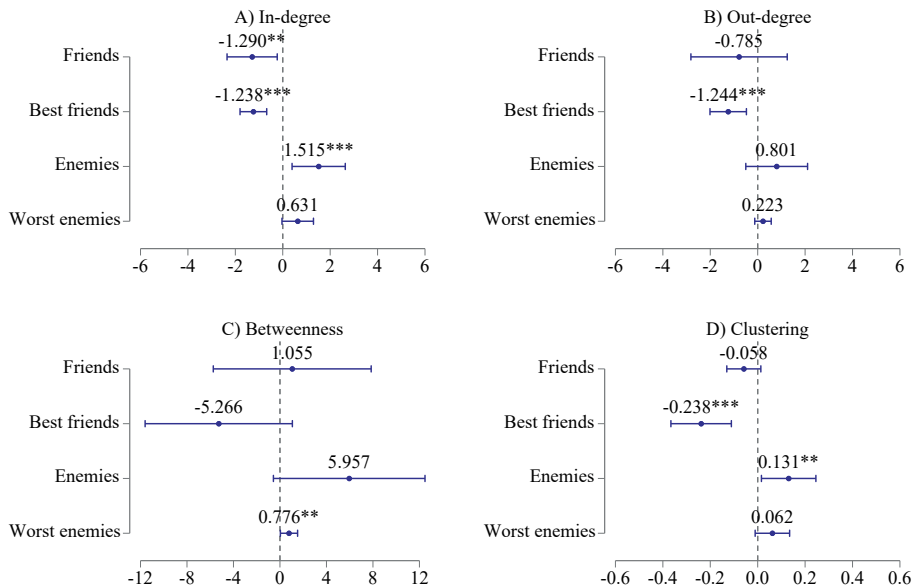 A) In-degree
Friends
-1.290**
Best friends
-1.238***
Enemies
1.515***
Worst enemies
0.631
-6 -4 -2 0 2 4 6
B) Out-degree
Friends
-0.785
Best friends
-1.244***
Enemies
0.801
Worst enemies
0.223
-6 -4 -2 0 2 4 6
C) Betweenness
Friends
1.055
Best friends
-5.266
Enemies
5.957
Worst enemies
0.776**
-12 -8 -4 0 4 8 12
D) Clustering
Friends
-0.058
Best friends
-0.238***
Enemies
0.131**
Worst enemies
0.062
-0.6 -0.4 -0.2 0.0 0.2 0.4 0.6